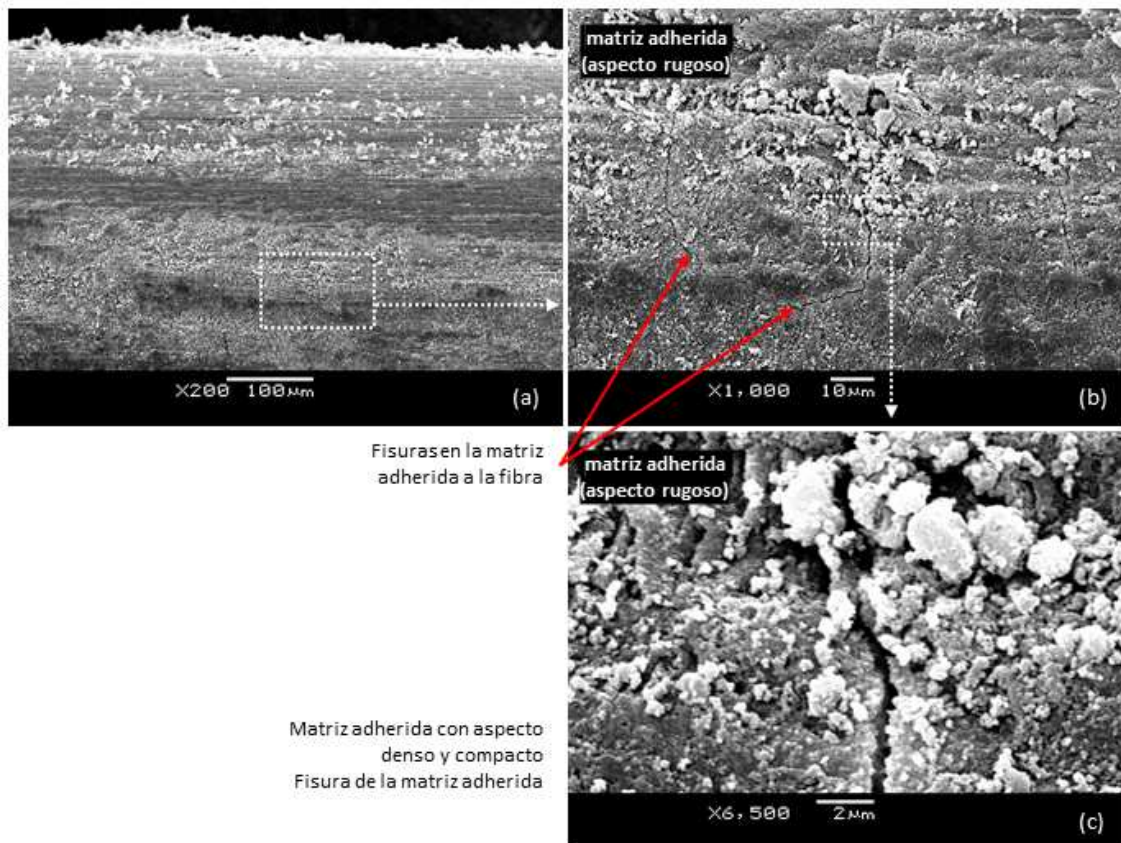 matriz adherida
(aspecto rugoso)
X200 100µm (a)
X1,000 10µm (b)
Fisuras en la matriz
adherida a la fibra
matriz adherida
(aspecto rugoso)
Matriz adherida con aspecto
denso y compacto
Fisura de la matriz adherida
X6,500 2µm (c)